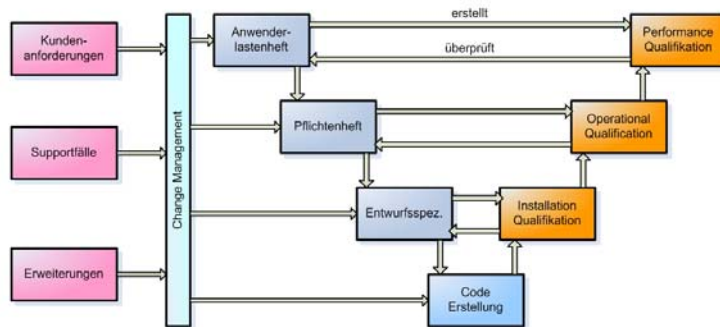 Kunden-
anforderungen
Supportfälle
Erweiterungen
Change Management
Anwender-
lastenheft
erstellt
überprüft
Performance
Qualifikation
Pflichtenheft
Operational
Qualification
Entwurfsspez.
Installation
Qualifikation
Code
Erstellung